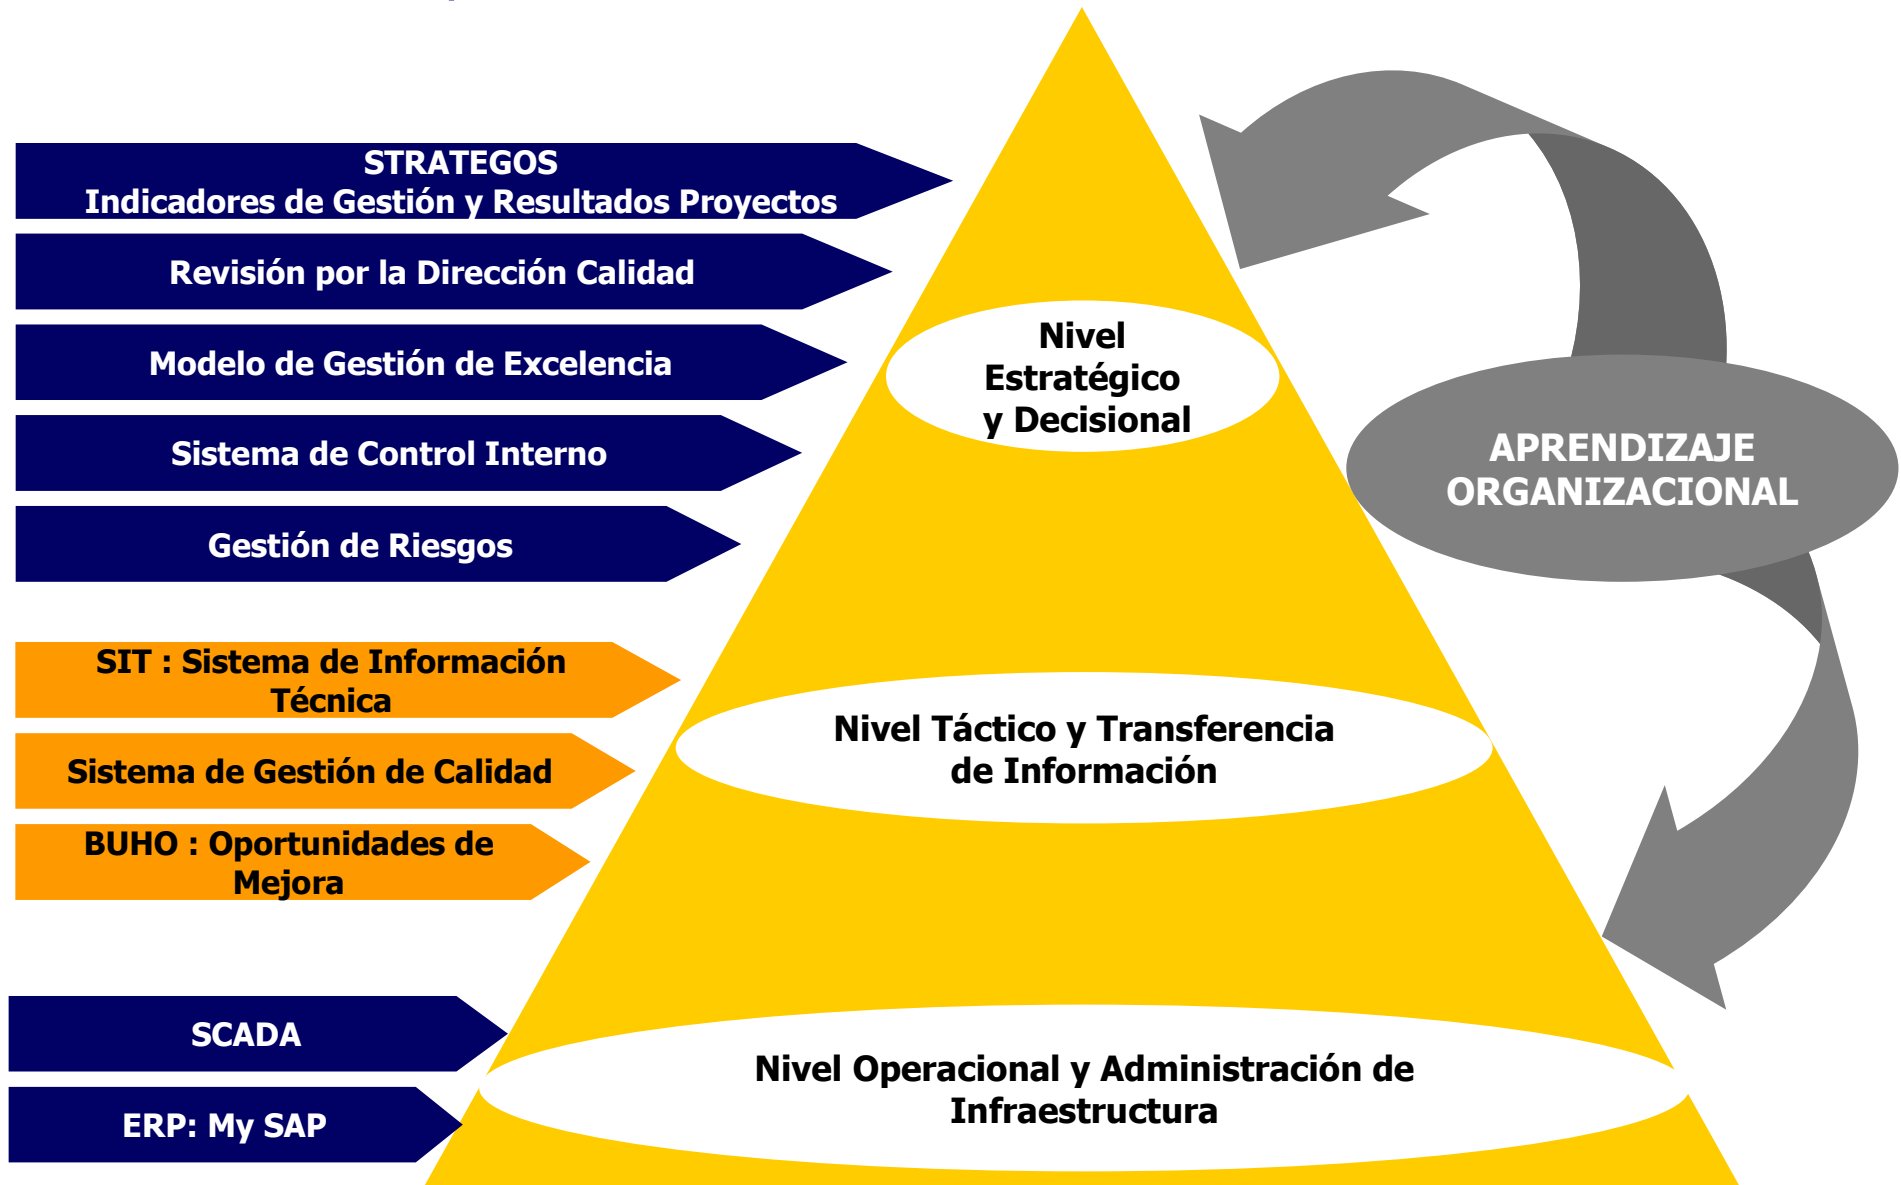 STRATEGOS
Indicadores de Gestión y Resultados Proyectos
Revisión por la Dirección Calidad
Modelo de Gestión de Excelencia
Sistema de Control Interno
Gestión de Riesgos
SIT : Sistema de Información
Técnica
Sistema de Gestión de Calidad
BUHO : Oportunidades de
Mejora
SCADA
ERP: My SAP
Nivel
Estratégico
y Decisional
Nivel Táctico y Transferencia
de Información
Nivel Operacional y Administración de
Infraestructura
APRENDIZAJE
ORGANIZACIONAL